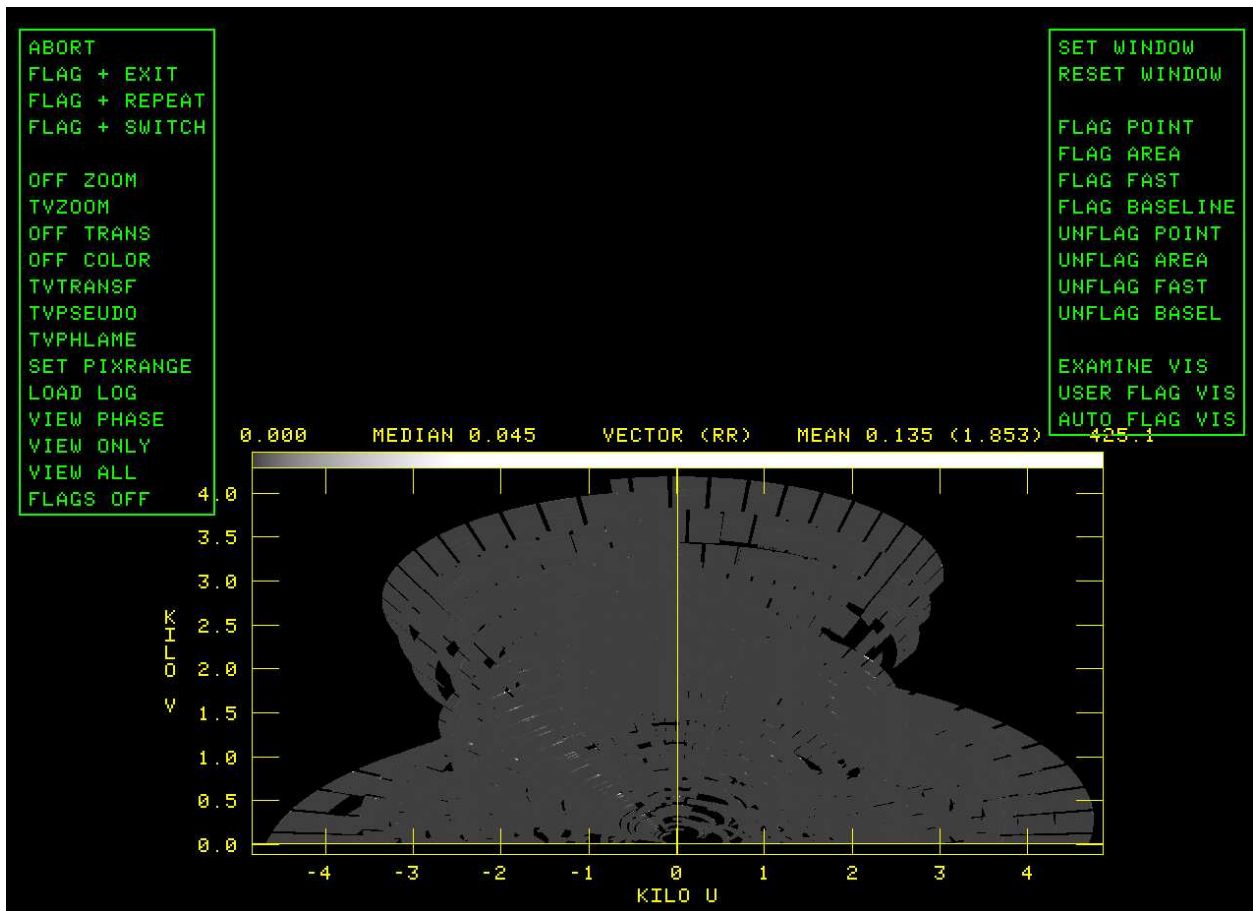 ABORT
FLAG + EXIT
FLAG + REPEAT
FLAG + SWITCH
OFF ZOOM
TVZOOM
OFF TRANS
OFF COLOR
TVTRANSF
TVPSEUDO
TVPHLAME
SET PIXRANGE
LOAD LOG
VIEW PHASE
VIEW ONLY
VIEW ALL
FLAGS OFF
SET WINDOW
RESET WINDOW
FLAG POINT
FLAG AREA
FLAG FAST
FLAG BASELINE
UNFLAG POINT
UNFLAG AREA
UNFLAG FAST
UNFLAG BASEL
EXAMINE VIS
USER FLAG VIS
AUTO FLAG VIS
0.000 MEDIAN 0.045 VECTOR (RR) MEAN 0.135 (1.853) 425.1
4.0
3.5
3.0
2.5
2.0
1.5
1.0
0.5
0.0
KILO V
-4 -3 -2 -1 0 1 2 3 4
KILO U